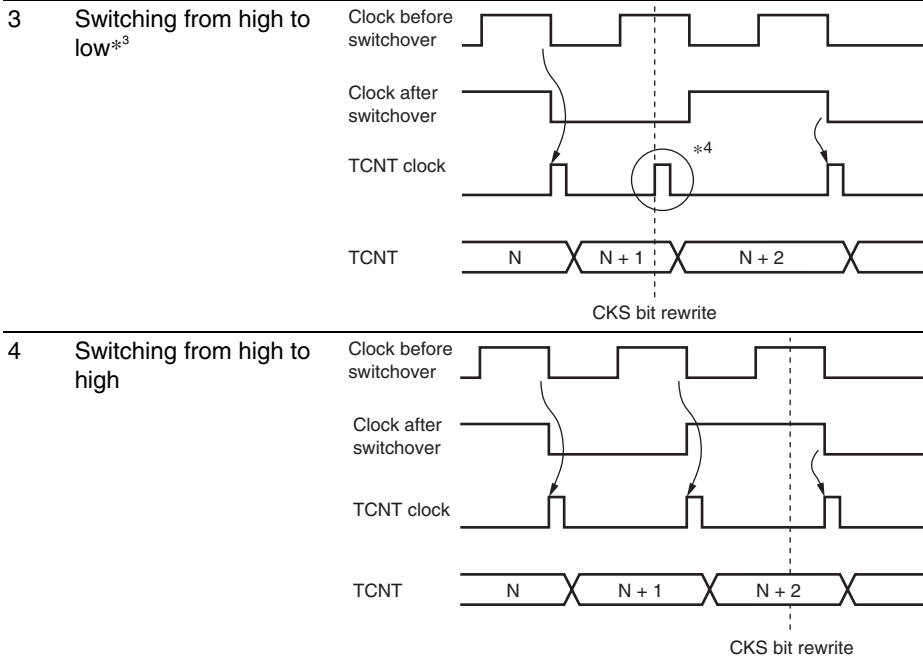 3 Switching from high to
low*3
Clock before
switchover
Clock after
switchover
TCNT clock
*4
TCNT
N
N + 1
N + 2
CKS bit rewrite
4 Switching from high to
high
Clock before
switchover
Clock after
switchover
TCNT clock
TCNT
N
N + 1
N + 2
CKS bit rewrite